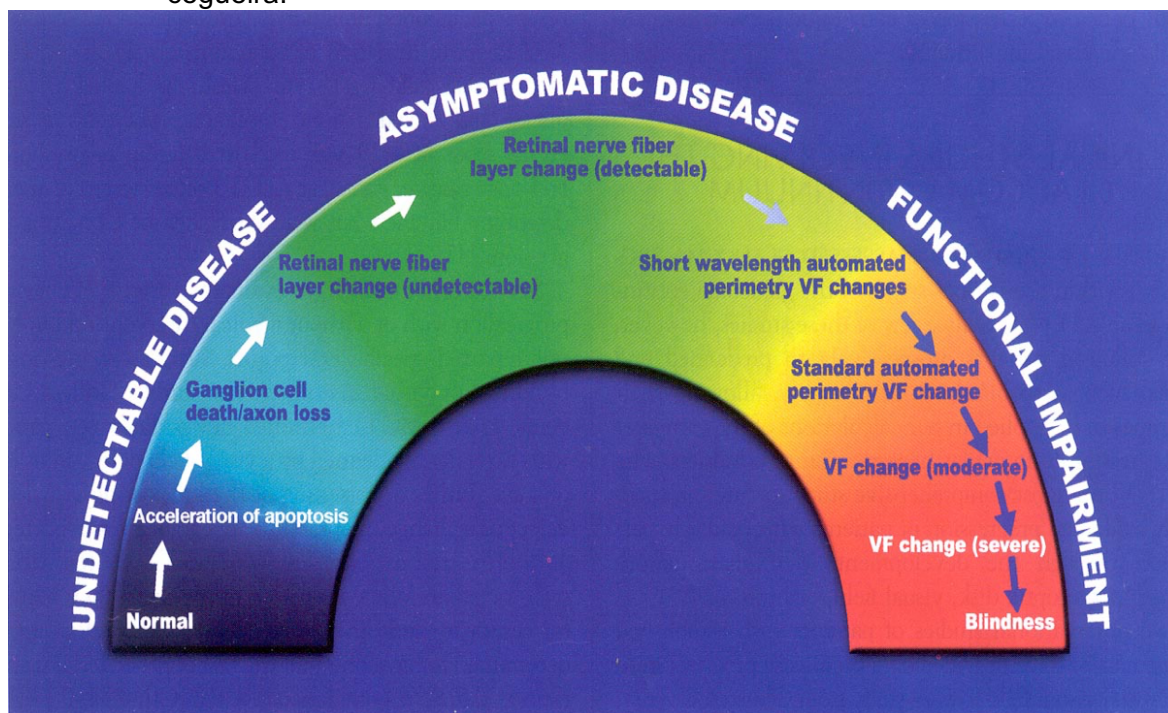 cegueira.
UNDETECTABLE DISEASE
ASYMPTOMATIC DISEASE
FUNCTIONAL IMPAIRMENT
Normal
Acceleration of apoptosis
Ganglion cell
death/axon loss
Retinal nerve fiber
layer change (undetectable)
Retinal nerve fiber
layer change (detectable)
Short wavelength automated
perimetry VF changes
Standard automated
perimetry VF change
VF change (moderate)
VF change (severe)
Blindness